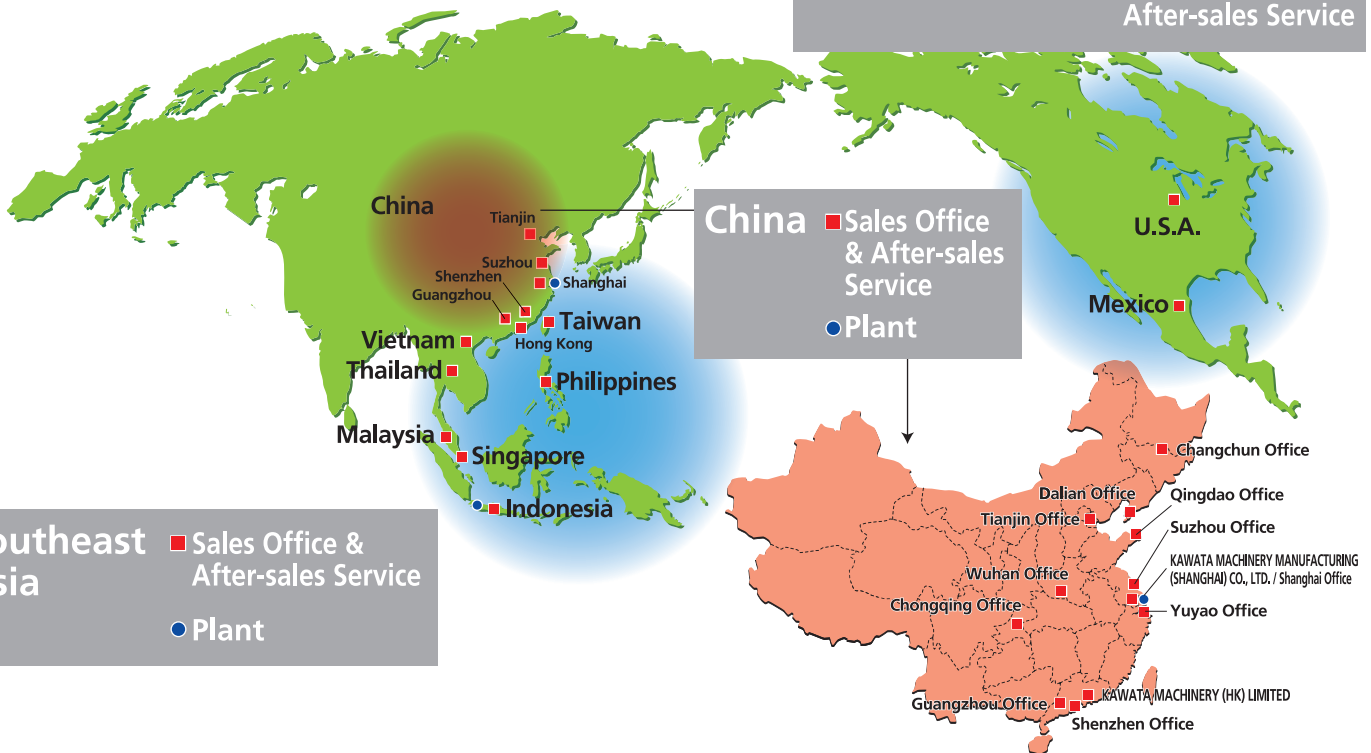 After-sales Service
China
Tianjin
Suzhou
Shenzhen
Guangzhou
Shanghai
Taiwan
Hong Kong
Vietnam
Thailand
Philippines
Malaysia
Singapore
Indonesia
China
Sales Office
& After-sales
Service
Plant
U.S.A.
Mexico
outheast
sia
Sales Office &
After-sales Service
Plant
Changchun Office
Dalian Office
Qingdao Office
Tianjin Office
Suzhou Office
KAWATA MACHINERY MANUFACTURING
(SHANGHAI) CO., LTD. / Shanghai Office
Wuhan Office
Chongqing Office
Yuyao Office
KAWATA MACHINERY (HK) LIMITED
Guangzhou Office
Shenzhen Office